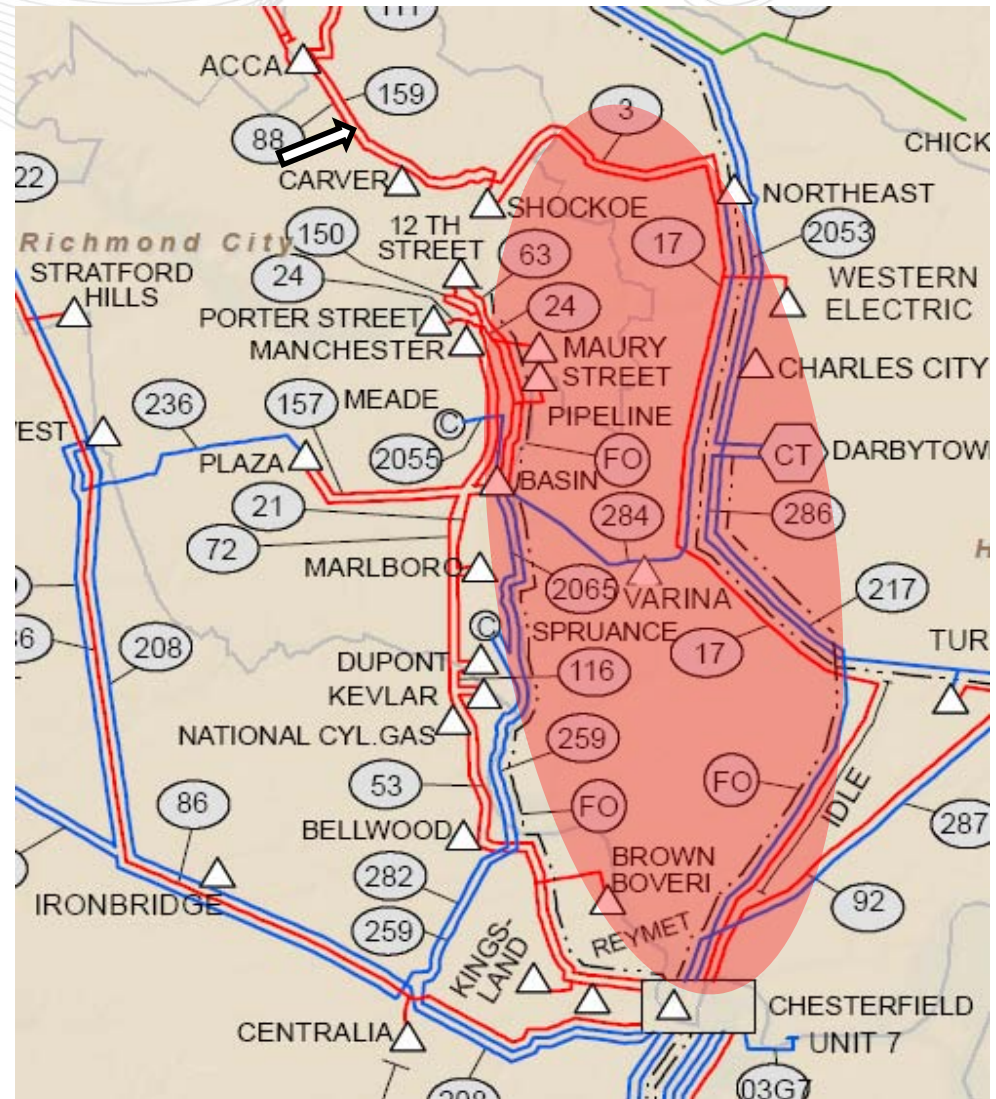 111
ACCA
159
3
88
CHICK
22
CARVER
NORTHEAST
SHOCKOE
Richmond City
150
12 TH
STREET
63
17
2053
STRATFORD
HILLS
24
WESTERN
ELECTRIC
24
PORTER STREET
MANCHESTER
MAURY
STREET
CHARLES CITY
236
157
MEADE
PIPELINE
C
EST
PLAZA
2055
FO
CT
DARBYTOW
BASIN
21
284
286
72
MARLBORO
H
2065
VARINA
217
C
SPRUANCE
36
208
17
TUR
DUPONT
116
KEVLAR
NATIONAL CYL.GAS
259
53
FO
FO
IDLE
86
287
BELLWOOD
BROWN
BOVERI
282
92
IRONBRIDGE
259
REYMET
KINGS-
LAND
CHESTERFIELD
CENTRALIA
UNIT 7
03G7
208